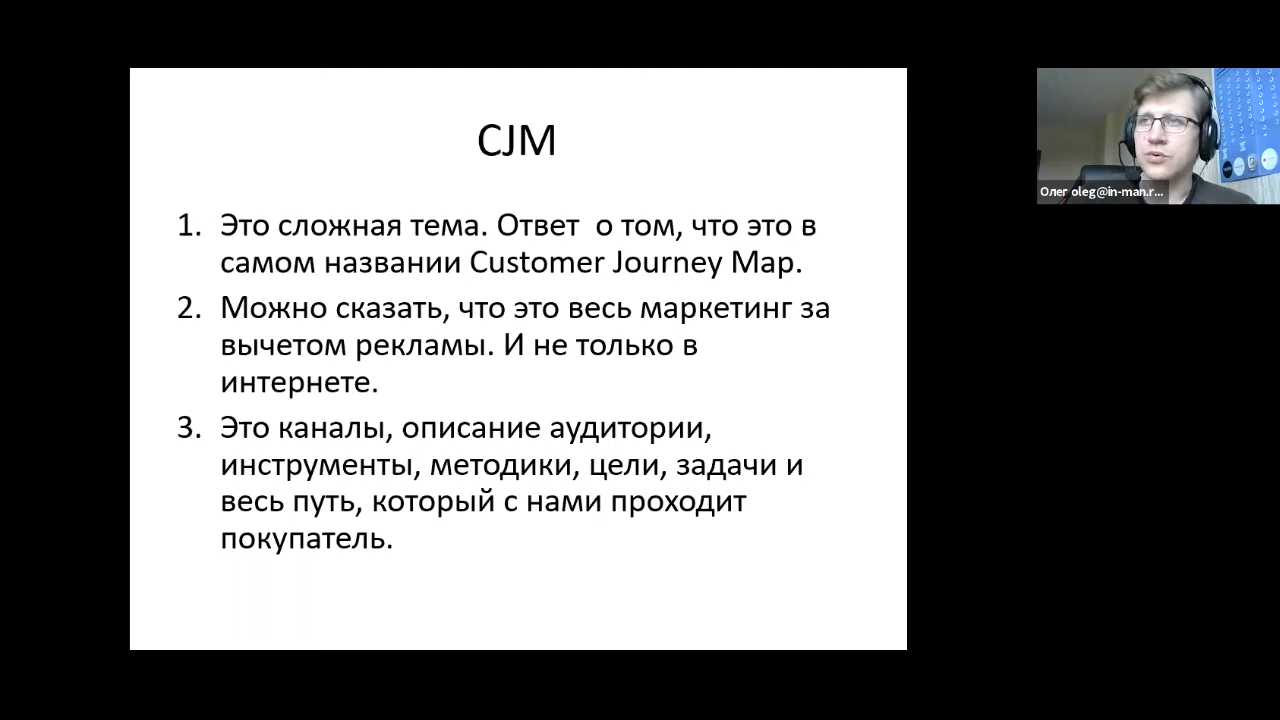 CJM
1. Это сложная тема. Ответ  о том, что это в
самом названии Customer Journey Map.
2. Можно сказать, что это весь маркетинг за
вычетом рекламы. И не только в
интернете.
3. Это каналы, описание аудитории,
инструменты, методики, цели, задачи и
весь путь, который с нами проходит
покупатель.
Олег oleg@in-man.r...